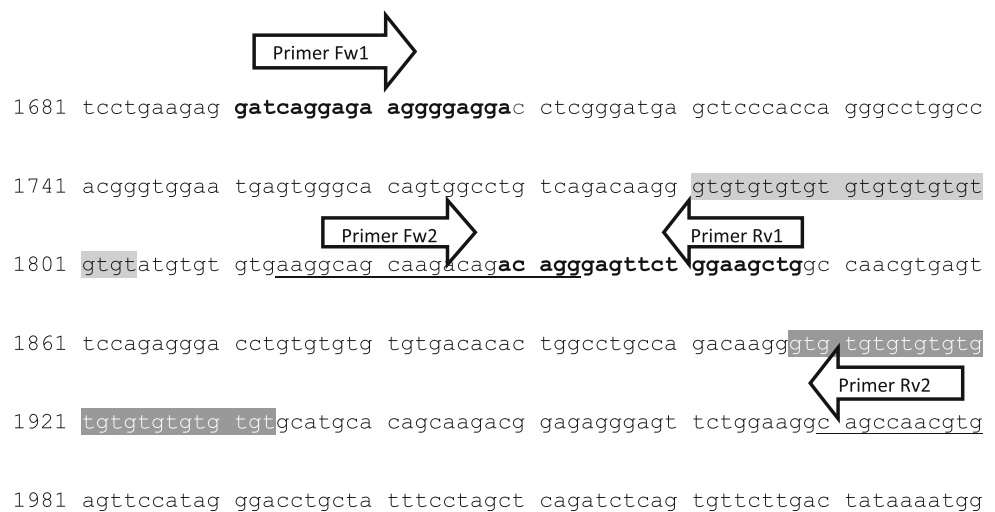 Primer Fw1
1681 tcctgaagag gatcaggaga aggggaggac ctcgggatga gctcccacca gggcctggcc
1741 acgggtggaa tgagtgggca cagtggcctg tcagacaagg gtgtgtgtgt gtgtgtgtgt
Primer Fw2 Primer Rv1
1801 gtgtatgtgt gtgaaggcag caagacagac agggagttct ggaagctggc caacgtgagt
1861 tccagaggga cctgtgtgtg tgtgacacac tggcctgcca gacaagggtg tgtgtgtgtg
Primer Rv2
1921 tgtgtgtgtg tgtgcatgca cagcaagacg gagagggagt tctggaaggc agccaacgtg
1981 agttccatag ggacctgcta tttcctagct cagatctcag tgttcttgac tataaaatgg